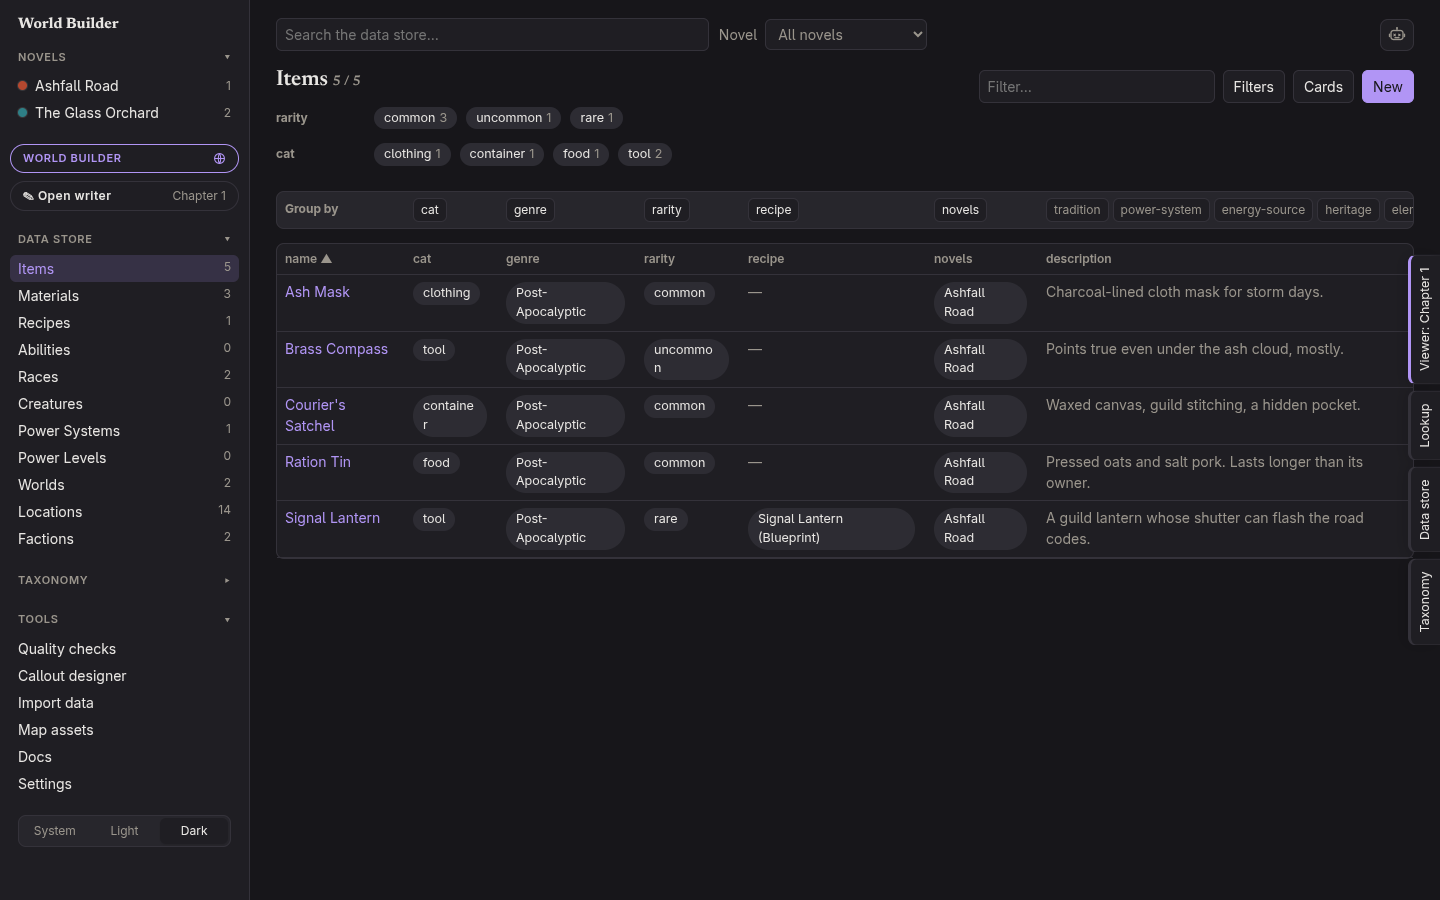 World Builder
NOVELS
Ashfall Road 1
The Glass Orchard 2
WORLD BUILDER
Open writer Chapter 1
DATA STORE
Items 5
Materials 3
Recipes 1
Abilities 0
Races 2
Creatures 0
Power Systems 1
Power Levels 0
Worlds 2
Locations 14
Factions 2
TAXONOMY
TOOLS
Quality checks
Callout designer
Import data
Map assets
Docs
Settings
System Light Dark
Search the data store... Novel All novels
Items 5 / 5 Filter... Filters Cards New
rarity common 3 uncommon 1 rare 1
cat clothing 1 container 1 food 1 tool 2
Group by cat genre rarity recipe novels tradition power-system energy-source heritage
name ▲ cat genre rarity recipe novels description
Ash Mask clothing Post- common — Ashfall Charcoal-lined cloth mask for storm days.
Apocalyptic Road
Brass Compass tool Post- uncommo — Ashfall Points true even under the ash cloud, mostly.
Apocalyptic n Road
Courier's containe Post- common — Ashfall Waxed canvas, guild stitching, a hidden pocket.
Satchel r Apocalyptic Road
Ration Tin food Post- common — Ashfall Pressed oats and salt pork. Lasts longer than its
Apocalyptic Road owner.
Signal Lantern tool Post- rare Signal Lantern Ashfall A guild lantern whose shutter can flash the road
Apocalyptic (Blueprint) Road codes.
Viewer: Chapter 1
Lookup
Data store
Taxonomy